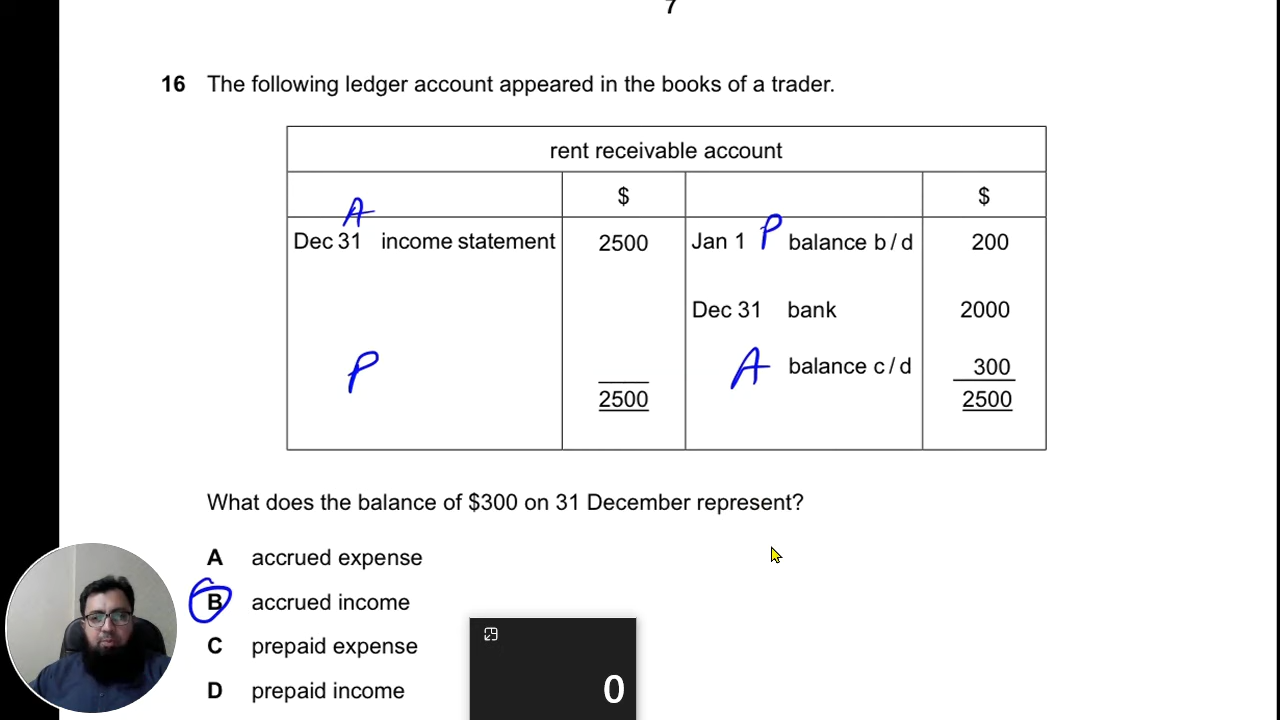 7
16 The following ledger account appeared in the books of a trader.
rent receivable account
$ $
A
Dec 31 income statement 2500 Jan 1 P balance b / d 200
Dec 31 bank 2000
P A balance c / d 300
2500 2500
What does the balance of $300 on 31 December represent?
A accrued expense
B accrued income
C prepaid expense
D prepaid income
0